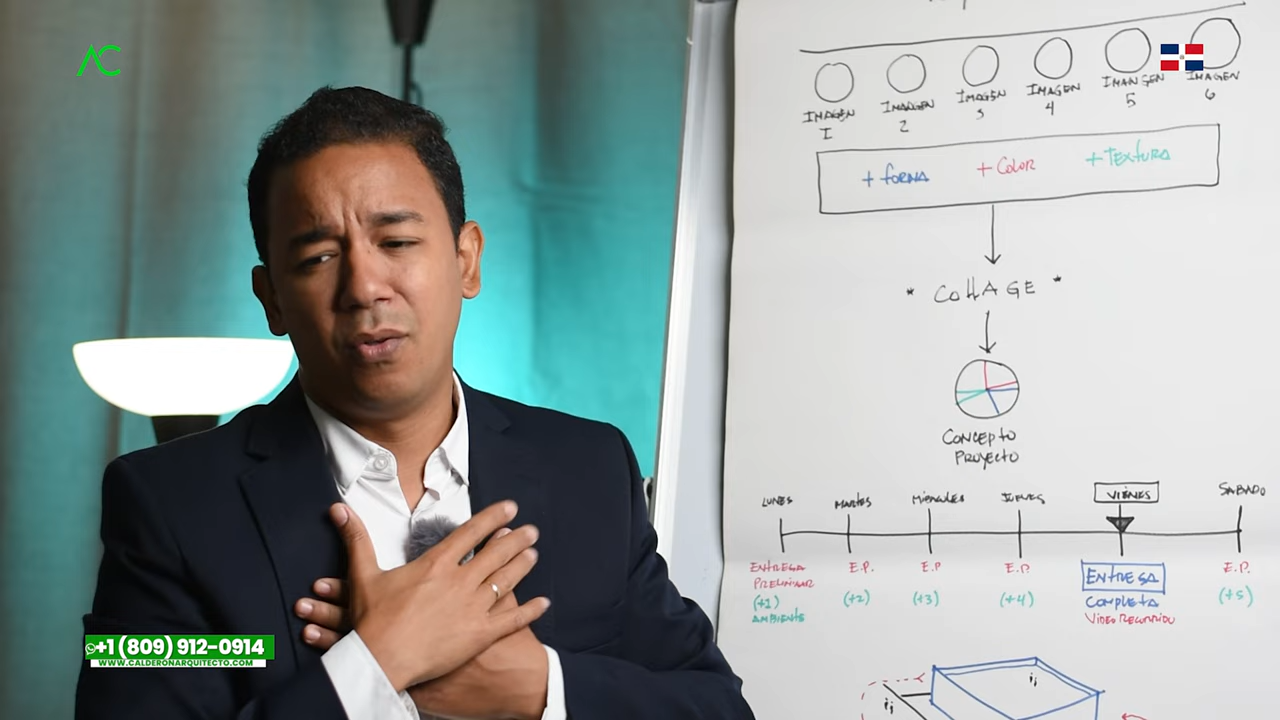 AC
IMAGEN
1
IMAGEN
2
IMAGEN
3
IMAGEN
4
IMANGEN
5
IMAGEN
6
+ forma
+ Color
+ Textura
* COLLAGE *
CONCEPTO
PROYECTO
LUNES
MARTES
MIERCOLES
JUEVES
VIENES
SABADO
ENTREGA
PRELIMINAR
(+1)
AMBIENTE
E.P.
(+2)
E.P
(+3)
E.P
(+4)
ENTREGA
COMPLETA
VIDEO RECORRIDO
E.P.
(+5)
+1 (809) 912-0914
WWW.CALDERONARQUITECTO.COM